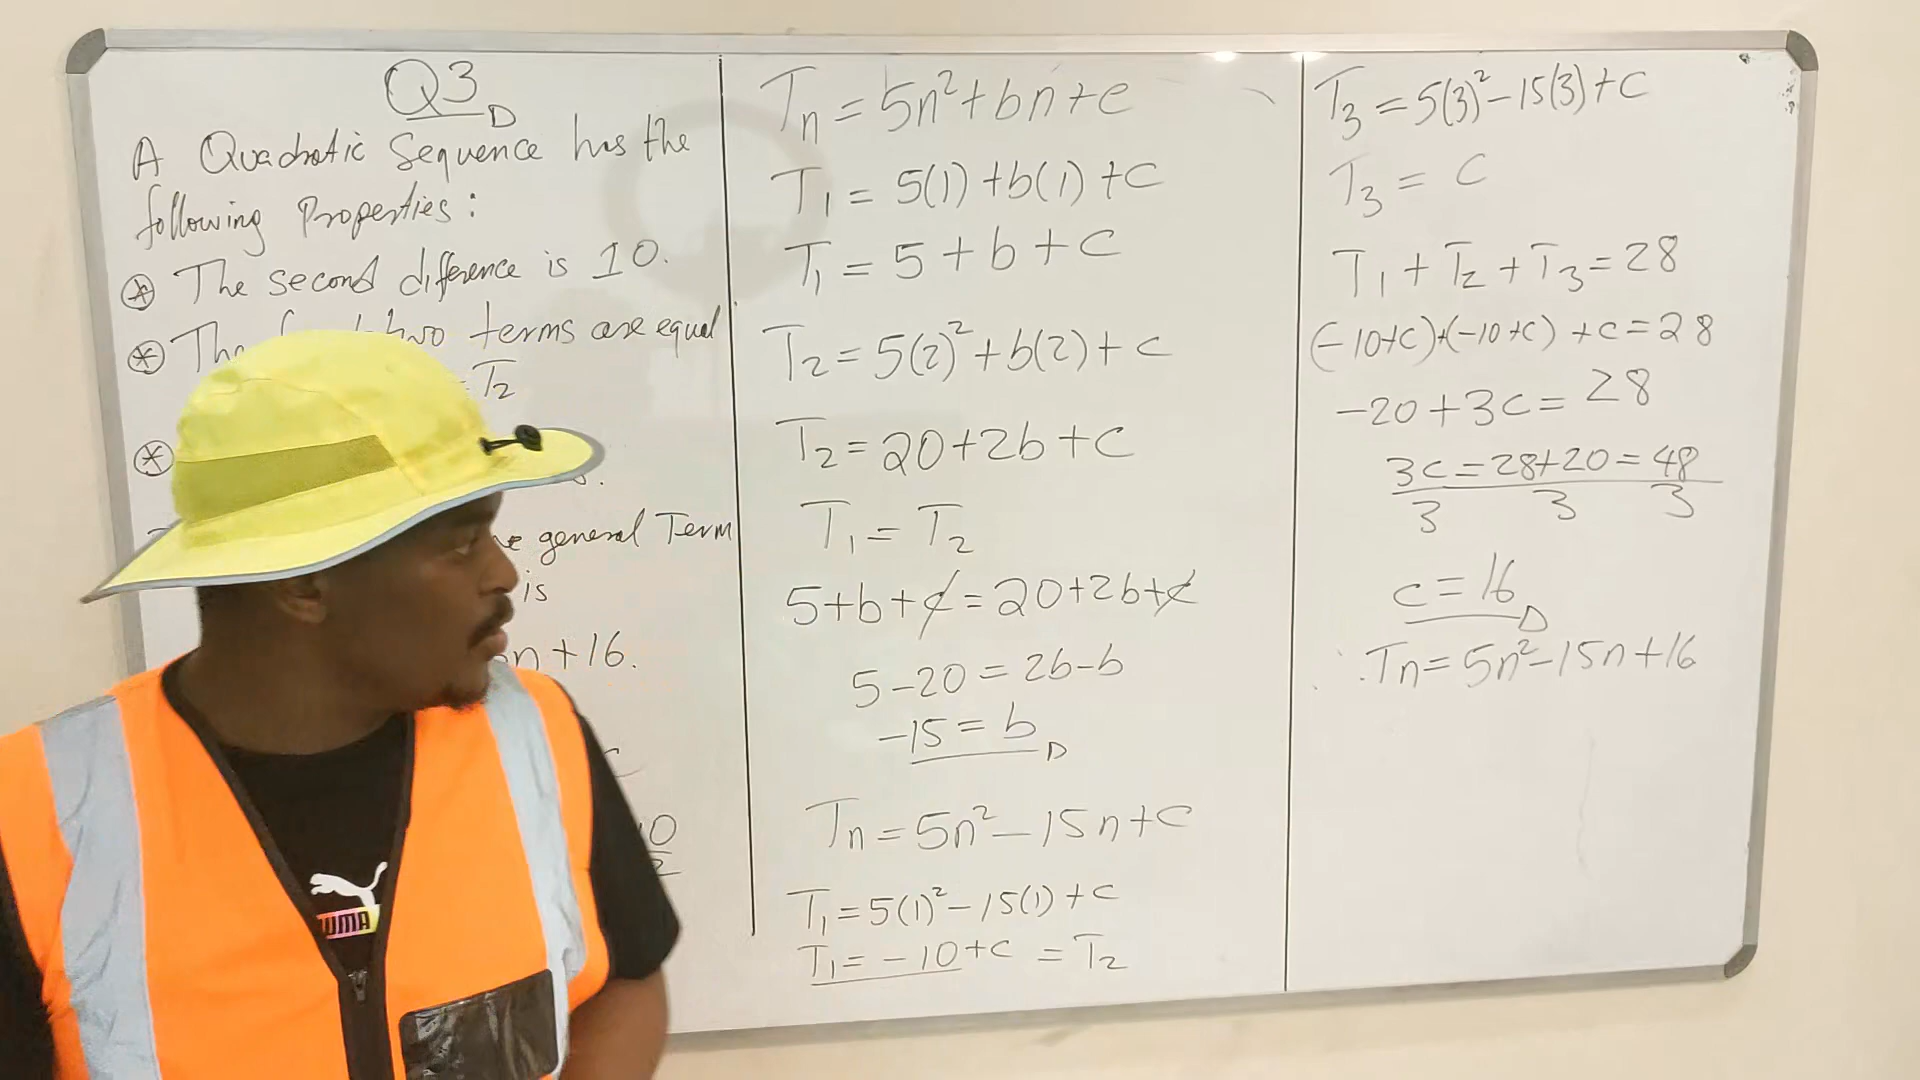 Q3
A Quadratic Sequence has the
following Properties:
* The second diference is 10.
* The two terms are equal
= T2
*
general Term
is
n + 16.
Tn = 5n² + bn + c
T1 = 5(1) + b(1) + c
T1 = 5 + b + c
T2 = 5(2)² + b(2) + c
T2 = 20 + 2b + c
T1 = T2
5 + b + c = 20 + 2b + c
5 - 20 = 2b - b
-15 = b
Tn = 5n² - 15n + c
T1 = 5(1)² - 15(1) + c
T1 = -10 + c = T2
T3 = 5(3)² - 15(3) + c
T3 = c
T1 + T2 + T3 = 28
(-10+c)+(-10+c) + c = 28
-20 + 3c = 28
3c = 28+20 = 48
3 3 3
c = 16
∴ Tn = 5n² - 15n + 16
PUMA